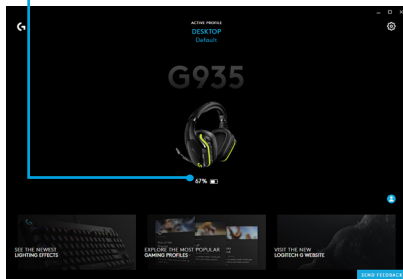 ACTIVE PROFILE
DESKTOP
Default
G935
67%
SEE THE NEWEST
LIGHTING EFFECTS
EXPLORE THE MOST POPULAR
GAMING PROFILES
VISIT THE NEW
LOGITECH G WEBSITE
SEND FEEDBACK